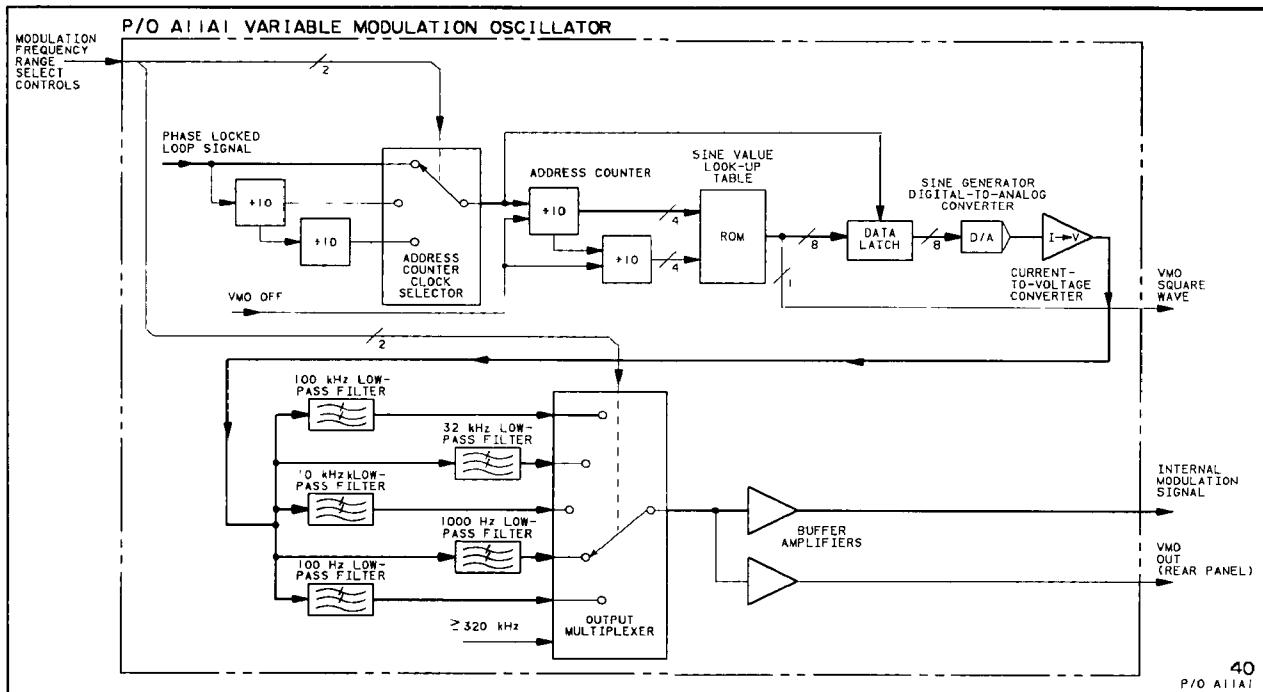 P/O A11A1 VARIABLE MODULATION OSCILLATOR
MODULATION
FREQUENCY
RANGE
SELECT
CONTROLS
2
PHASE LOCKED
LOOP SIGNAL
÷10
÷10
ADDRESS
COUNTER
CLOCK
SELECTOR
VMO OFF
ADDRESS COUNTER
÷10
÷10
4
4
SINE VALUE
LOOK-UP
TABLE
ROM
8
1
DATA
LATCH
8
SINE GENERATOR
DIGITAL-TO-ANALOG
CONVERTER
D/A
I→V
CURRENT-
TO-VOLTAGE
CONVERTER
VMO
SQUARE
WAVE
2
100 kHz LOW-
PASS FILTER
32 kHz LOW-
PASS FILTER
10 kHzkLOW-
PASS FILTER
1000 Hz LOW-
PASS FILTER
100 Hz LOW-
PASS FILTER
≥320 kHz
OUTPUT
MULTIPLEXER
BUFFER
AMPLIFIERS
INTERNAL
MODULATION
SIGNAL
VMO
OUT
(REAR PANEL)
40
P/O A11A1